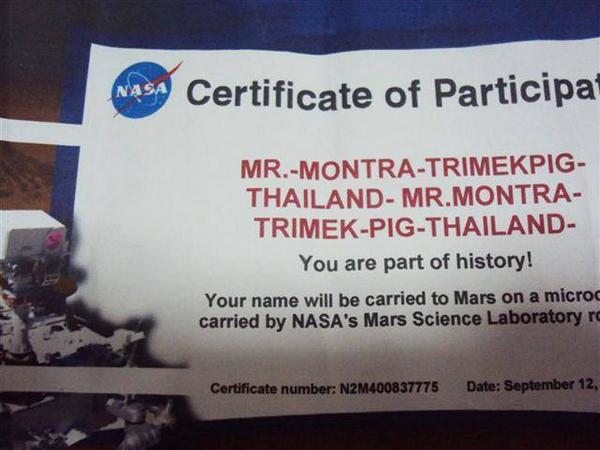 NASA
Certificate of Participa
MR.-MONTRA-TRIMEKPIG-
THAILAND- MR.MONTRA-
TRIMEK-PIG-THAILAND-
You are part of history!
Your name will be carried to Mars on a microc
carried by NASA's Mars Science Laboratory ro
Certificate number: N2M400837775 Date: September 12,